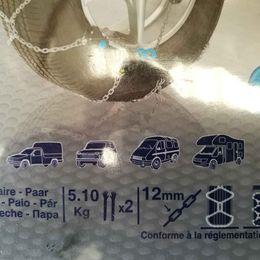 aire - Paar
- Paio - Pár
eche - Пара
5.10
Kg
x2
12mm
Conforme à la réglementation